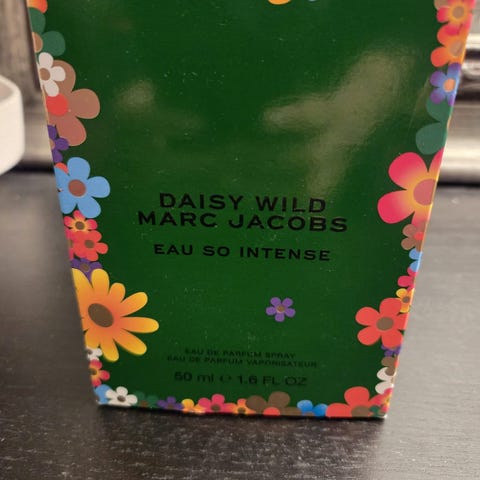 DAISY WILD
MARC JACOBS
EAU SO INTENSE
EAU DE PARFUM SPRAY
EAU DE PARFUM VAPORISATEUR
50 ml ℮ 1.6 FL OZ